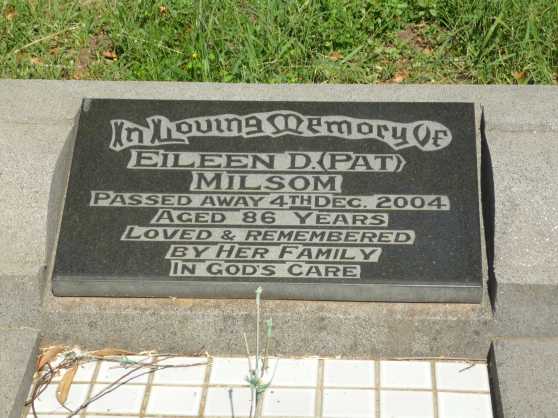 In Loving Memory Of
EILEEN D. (PAT)
MILSOM
PASSED AWAY 4TH DEC. 2004
AGED 86 YEARS
LOVED & REMEMBERED
BY HER FAMILY
IN GOD'S CARE